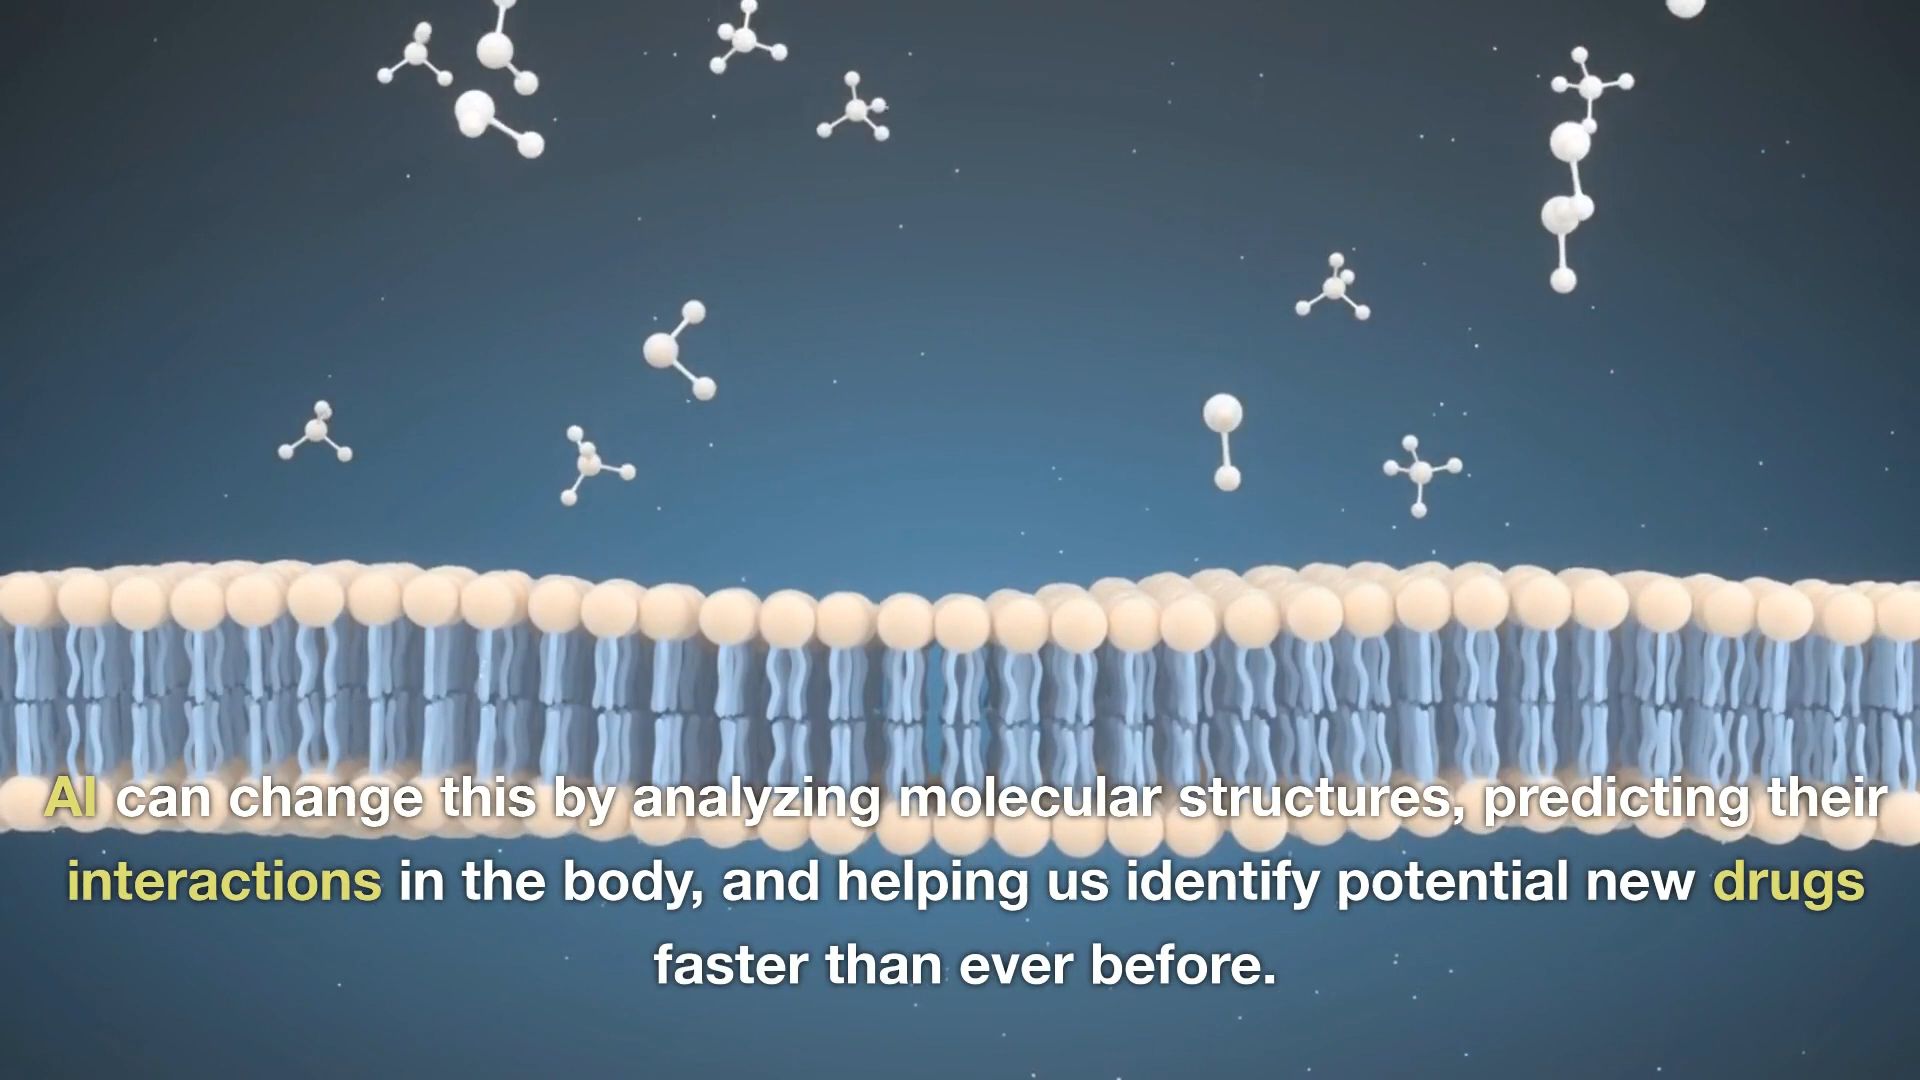 AI can change this by analyzing molecular structures, predicting their
interactions in the body, and helping us identify potential new drugs
faster than ever before.